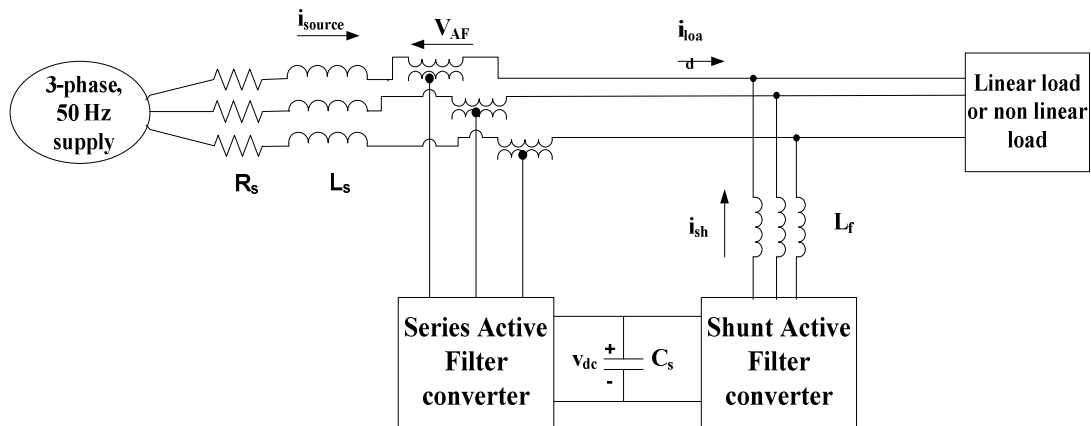 i_source
V_AF
i_loa
d
3-phase,
50 Hz
supply
Linear load
or non linear
load
R_s
L_s
i_sh
L_f
Series Active
Filter
converter
+
v_dc
-
C_s
Shunt Active
Filter
converter